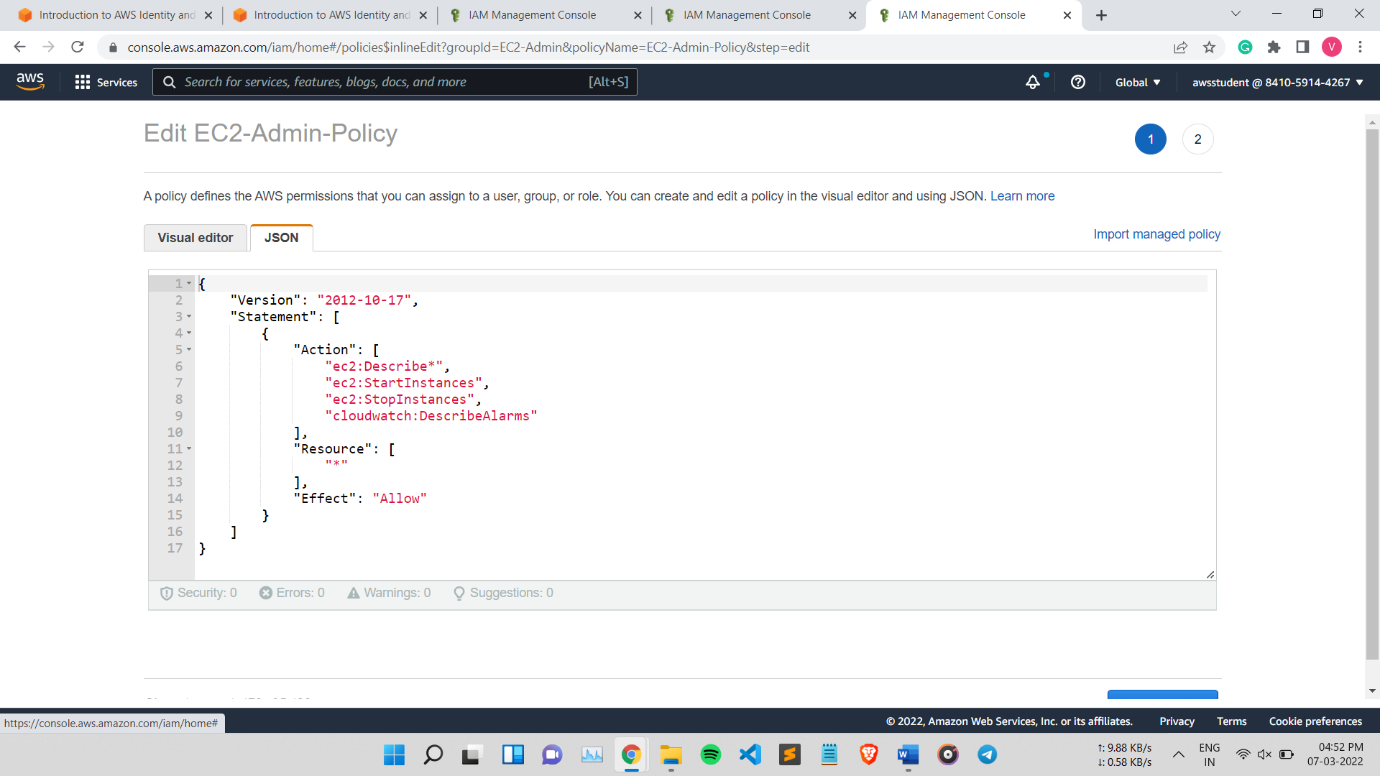 Introduction to AWS Identity and
Introduction to AWS Identity and
IAM Management Console
IAM Management Console
IAM Management Console
console.aws.amazon.com/iam/home#/policies$inlineEdit?groupId=EC2-Admin&policyName=EC2-Admin-Policy&step=edit
V
aws
Services
Search for services, features, blogs, docs, and more
[Alt+S]
Global
awsstudent @ 8410-5914-4267
Edit EC2-Admin-Policy
1
2
A policy defines the AWS permissions that you can assign to a user, group, or role. You can create and edit a policy in the visual editor and using JSON. Learn more
Visual editor
JSON
Import managed policy
1 {
2 "Version": "2012-10-17",
3 "Statement": [
4 {
5 "Action": [
6 "ec2:Describe*",
7 "ec2:StartInstances",
8 "ec2:StopInstances",
9 "cloudwatch:DescribeAlarms"
10 ],
11 "Resource": [
12 "*"
13 ],
14 "Effect": "Allow"
15 }
16 ]
17 }
Security: 0
Errors: 0
Warnings: 0
Suggestions: 0
https://console.aws.amazon.com/iam/home#
© 2022, Amazon Web Services, Inc. or its affiliates.
Privacy
Terms
Cookie preferences
↑: 9.88 KB/s
↓: 0.58 KB/s
ENG
IN
04:52 PM
07-03-2022